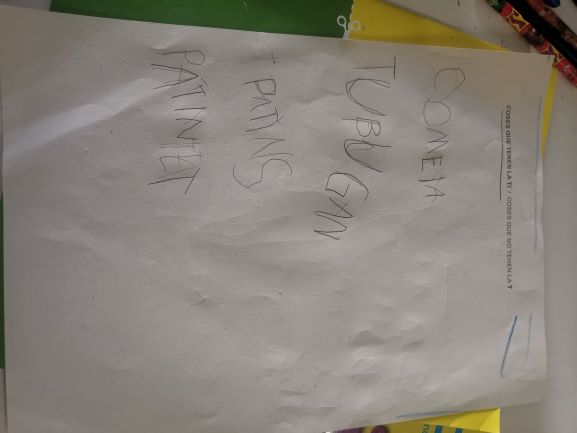 COSES QUE TENEN LA T / COSES QUE NO TENEN LA T
COMETA
TUBUGAN
PATINS
PATINET